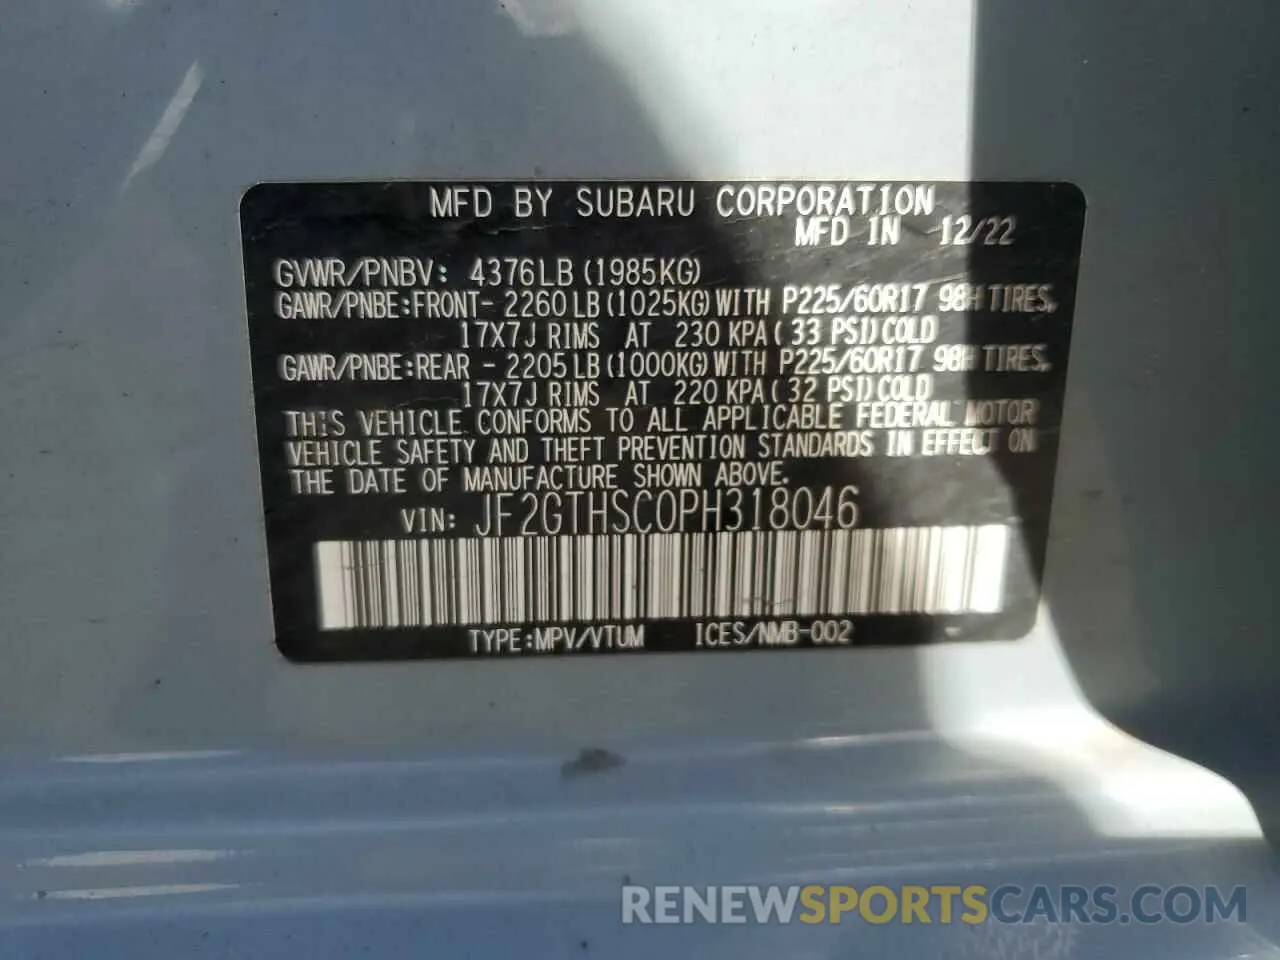 MFD BY SUBARU CORPORATION
MFD IN 12/22
GVWR/PNBV: 4376LB (1985KG)
GAWR/PNBE:FRONT- 2260LB (1025KG) WITH P225/60R17 98H TIRES,
17X7J RIMS AT 230 KPA (33 PSI) COLD
GAWR/PNBE:REAR - 2205LB (1000KG) WITH P225/60R17 98H TIRES,
17X7J RIMS AT 220 KPA (32 PSI) COLD
THIS VEHICLE CONFORMS TO ALL APPLICABLE FEDERAL MOTOR
VEHICLE SAFETY AND THEFT PREVENTION STANDARDS IN EFFECT ON
THE DATE OF MANUFACTURE SHOWN ABOVE.
VIN: JF2GTHSC0PH318046
TYPE:MPV/VTUM ICES/NMB-002
RENEWSPORTSCARS.COM